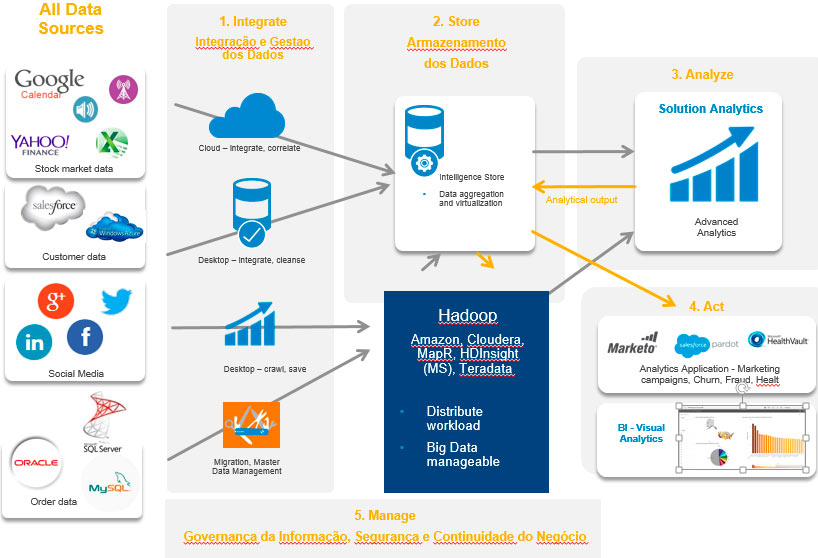 All Data
Sources
Google
Calendar
YAHOO!
FINANCE
Stock market data
salesforce
Windows Azure
Customer data
g+
in
f
Social Media
SQL Server
ORACLE
MySQL
Order data
1. Integrate
Integração e Gestao
dos Dados
Cloud – Integrate, correlate
Desktop – Integrate, cleanse
Desktop – crawl, save
Migration, Master
Data Management
2. Store
Armazenamento
dos Dados
Intelligence Store
• Data aggregation
and virtualization
Hadoop
Amazon, Cloudera,
MapR, HDInsight
(MS), Teradata
• Distribute
workload
• Big Data
manageable
3. Analyze
Solution Analytics
Advanced
Analytics
Analytical output
4. Act
Marketo
salesforce pardot
HealthVault
Analytics Application - Marketing
campaigns, Churn, Fraud, Healt
BI - Visual
Analytics
5. Manage
Governança da Informação, Segurança e Continuidade do Negócio